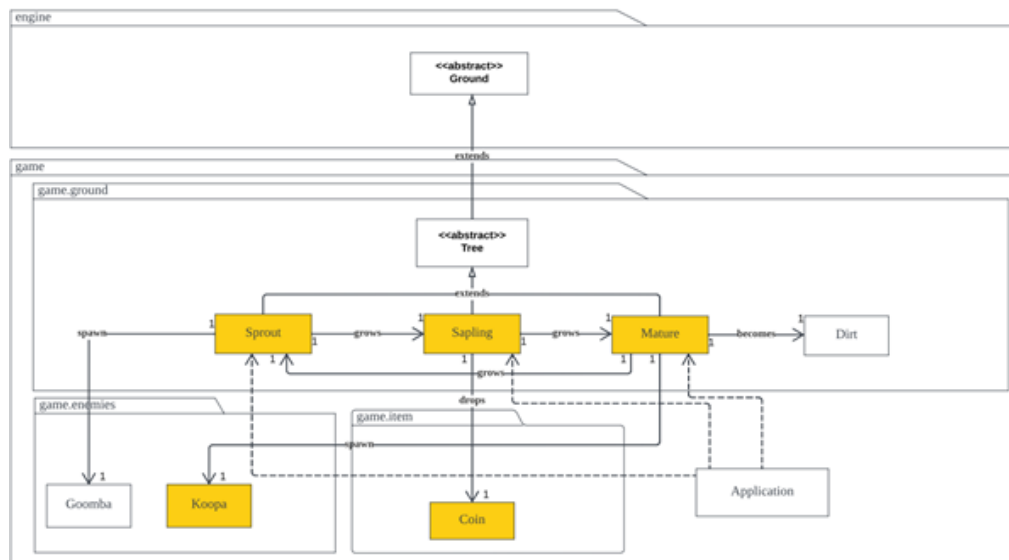 engine
<<abstract>>
Ground
extends
game
game.ground
<<abstract>>
Tree
extends
spawn
1
Sprout
1
grows
1
Sapling
1
grows
1
Mature
1
becomes
1
Dirt
1
1
1
1
grows
drops
game.enemies
game.item
spawn
1
Goomba
1
Koopa
1
Coin
Application